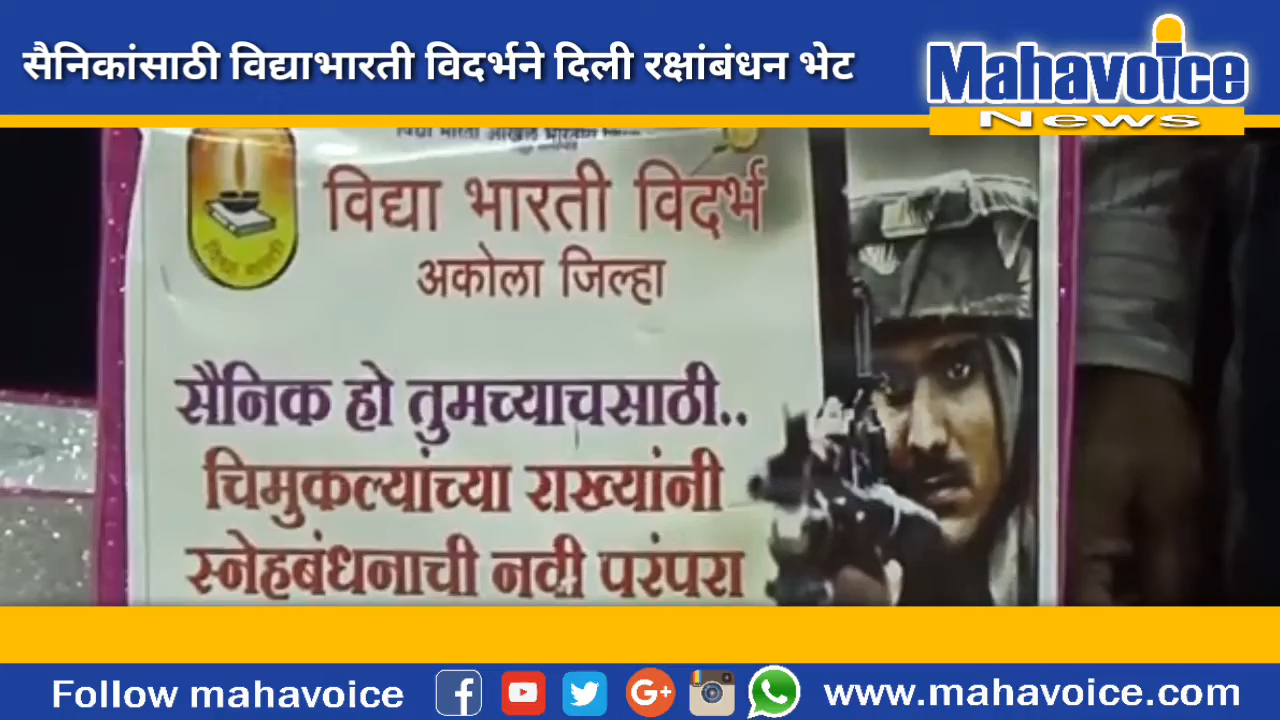 सैनिकांसाठी विद्याभारती विदर्भने दिली रक्षांबंधन भेट
Mahavoice
News
विद्या भारती
विद्या भारती विदर्भ
अकोला जिल्हा
सैनिक हो तुमच्याचसाठी..
चिमुकल्यांच्या राख्यांनी
स्नेहबंधनाची नवी परंपरा
Follow mahavoice
www.mahavoice.com